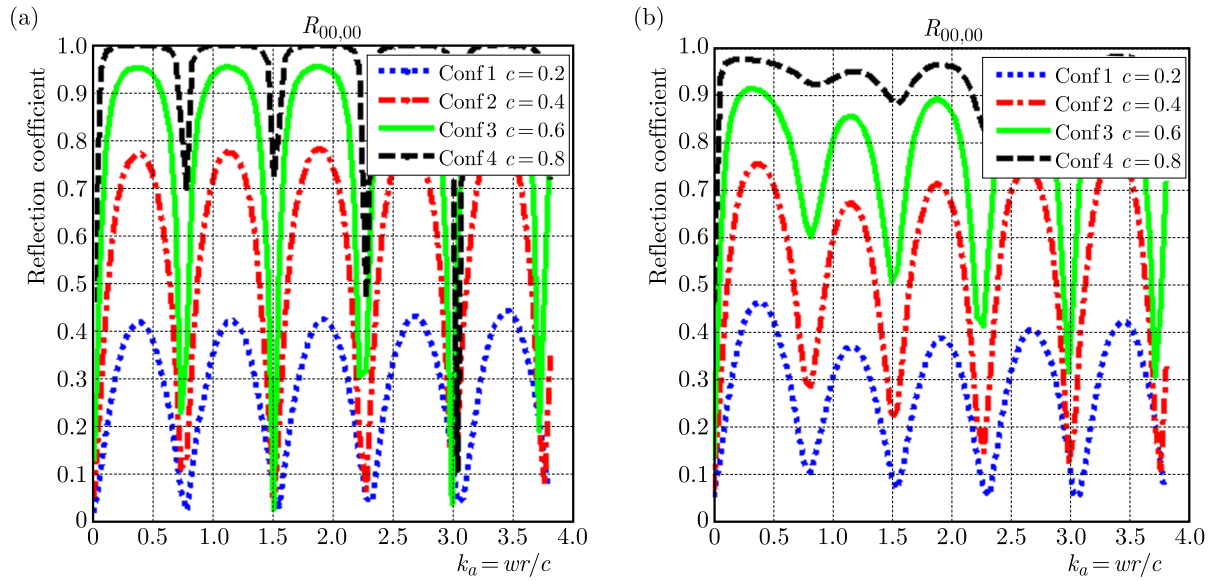 (a)
R00,00
Reflection coefficient
1.0
0.9
0.8
0.7
0.6
0.5
0.4
0.3
0.2
0.1
0
Conf 1 c=0.2
Conf 2 c=0.4
Conf 3 c=0.6
Conf 4 c=0.8
0 0.5 1.0 1.5 2.0 2.5 3.0 3.5 4.0
ka=wr/c
(b)
R00,00
Reflection coefficient
1.0
0.9
0.8
0.7
0.6
0.5
0.4
0.3
0.2
0.1
0
Conf 1 c=0.2
Conf 2 c=0.4
Conf 3 c=0.6
Conf 4 c=0.8
0 0.5 1.0 1.5 2.0 2.5 3.0 3.5 4.0
ka=wr/c